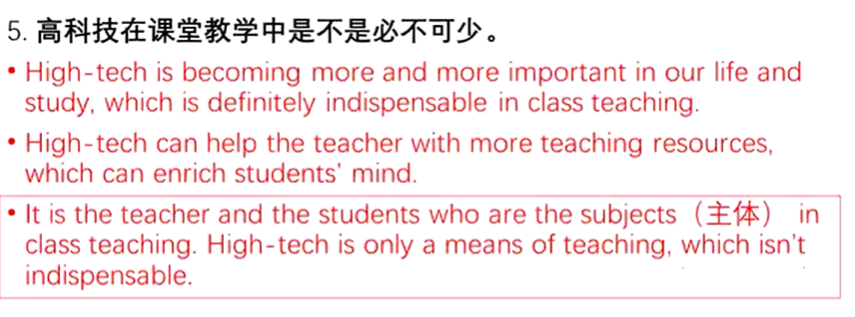 5. 高科技在课堂教学中是不是必不可少。
• High-tech is becoming more and more important in our life and
study, which is definitely indispensable in class teaching.
• High-tech can help the teacher with more teaching resources,
which can enrich students' mind.
• It is the teacher and the students who are the subjects（主体） in
class teaching. High-tech is only a means of teaching, which isn't
indispensable.